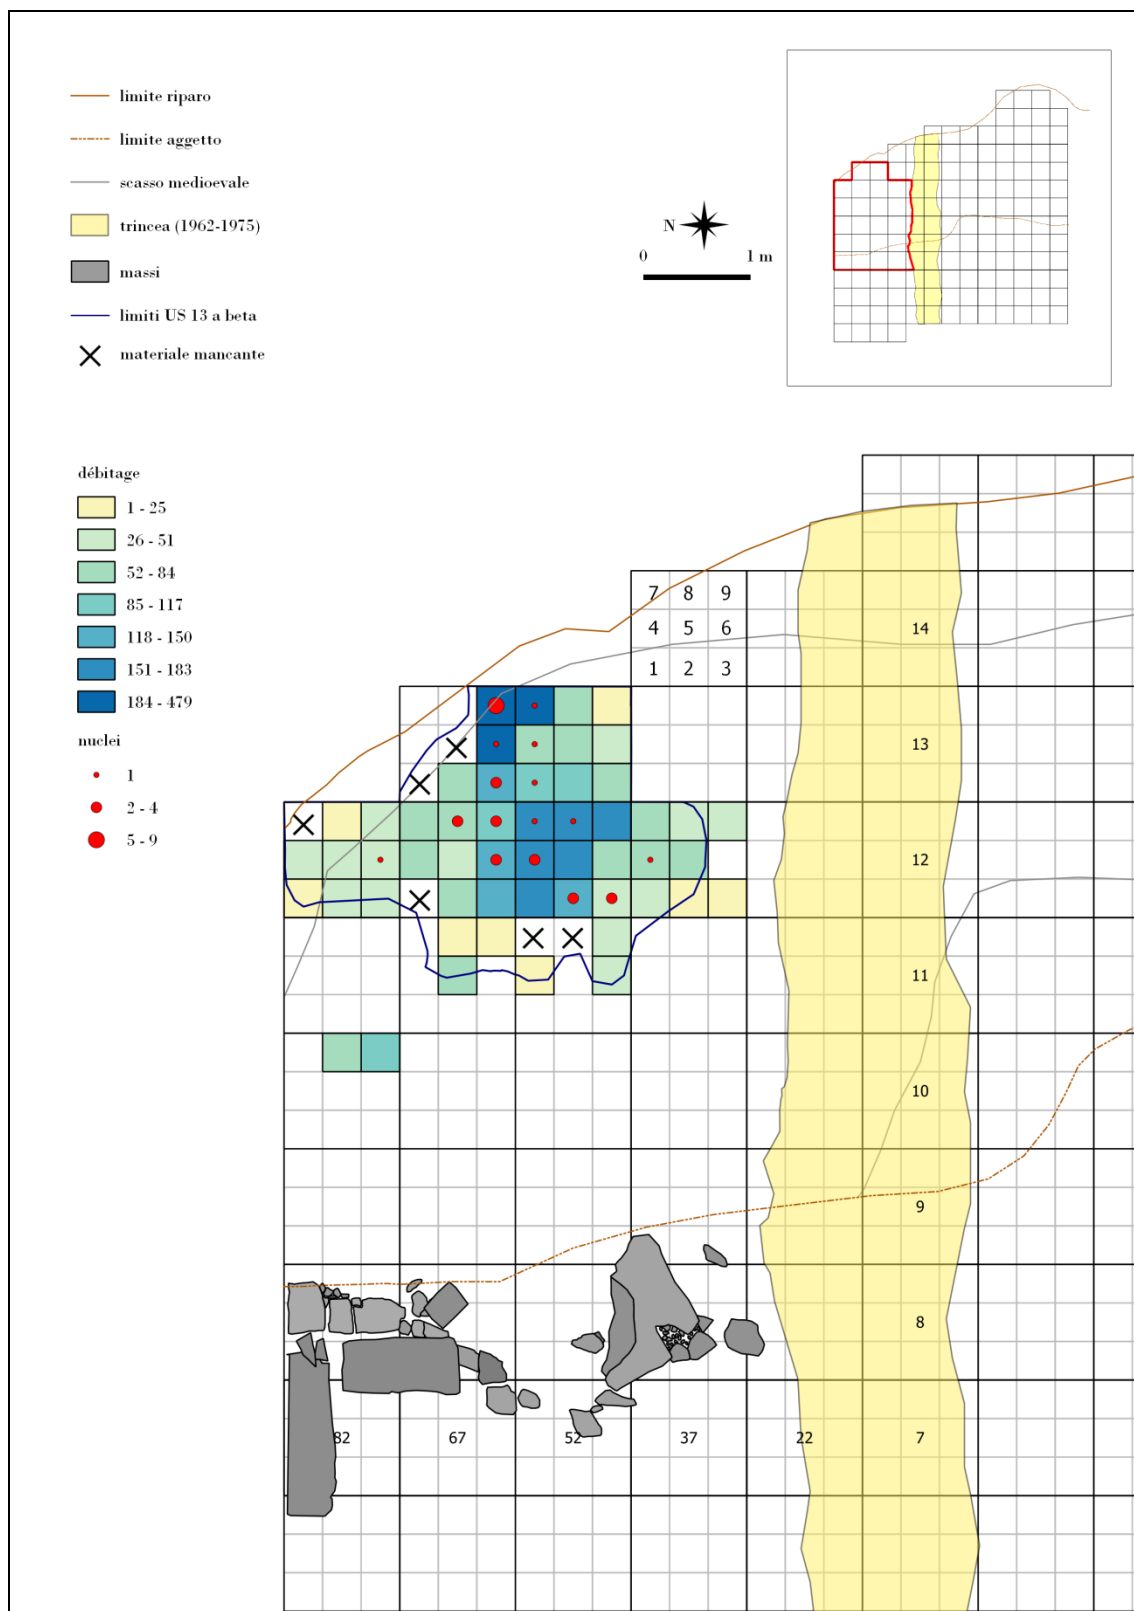 limite riparo
limite aggetto
scasso medioevale
trincea (1962-1975)
massi
limiti US 13 a beta
materiale mancante
N
0 1 m
débitage
1 - 25
26 - 51
52 - 84
85 - 117
118 - 150
151 - 183
184 - 479
nuclei
1
2 - 4
5 - 9
7 8 9
4 5 6
1 2 3
14
13
12
11
10
9
8
82 67 52 37 22 7